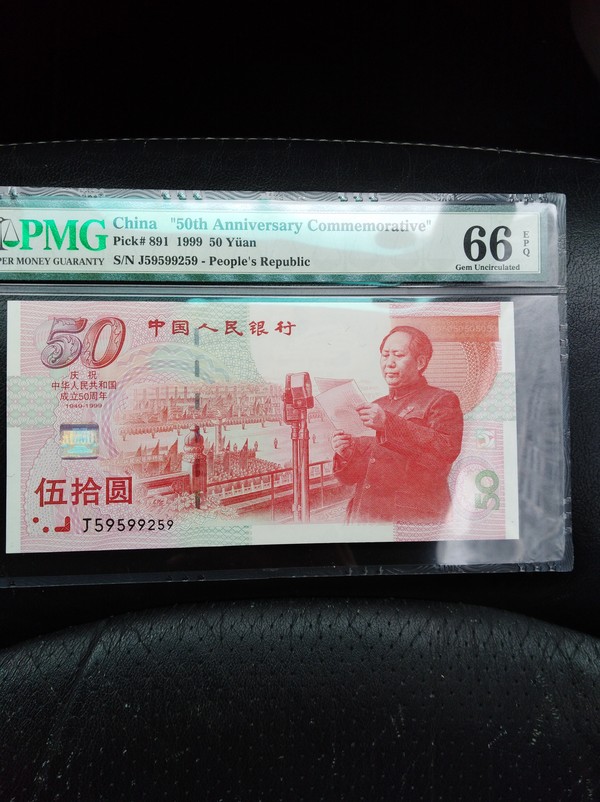 PMG
PER MONEY GUARANTY
China "50th Anniversary Commemorative"
Pick# 891 1999 50 Yüan
S/N J59599259 - People's Republic
66 EPQ
Gem Uncirculated
50
中国人民银行
庆祝
中华人民共和国
成立50周年
1949-1999
伍拾圆
J59599259
50